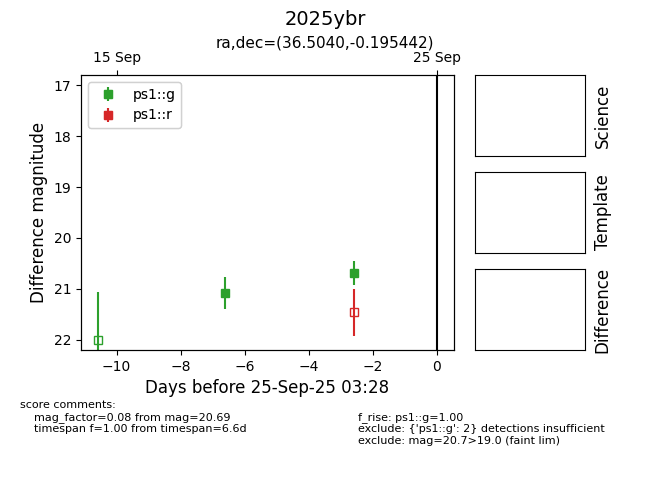 2025ybr
ra,dec=(36.5040,-0.195442)
15 Sep
25 Sep
ps1::g
ps1::r
17
18
19
20
21
22
Difference magnitude
−10
−8
−6
−4
−2
0
Days before 25-Sep-25 03:28
Science
Template
Difference
score comments:
mag_factor=0.08 from mag=20.69
timespan f=1.00 from timespan=6.6d
f_rise: ps1::g=1.00
exclude: {'ps1::g': 2} detections insufficient
exclude: mag=20.7>19.0 (faint lim)